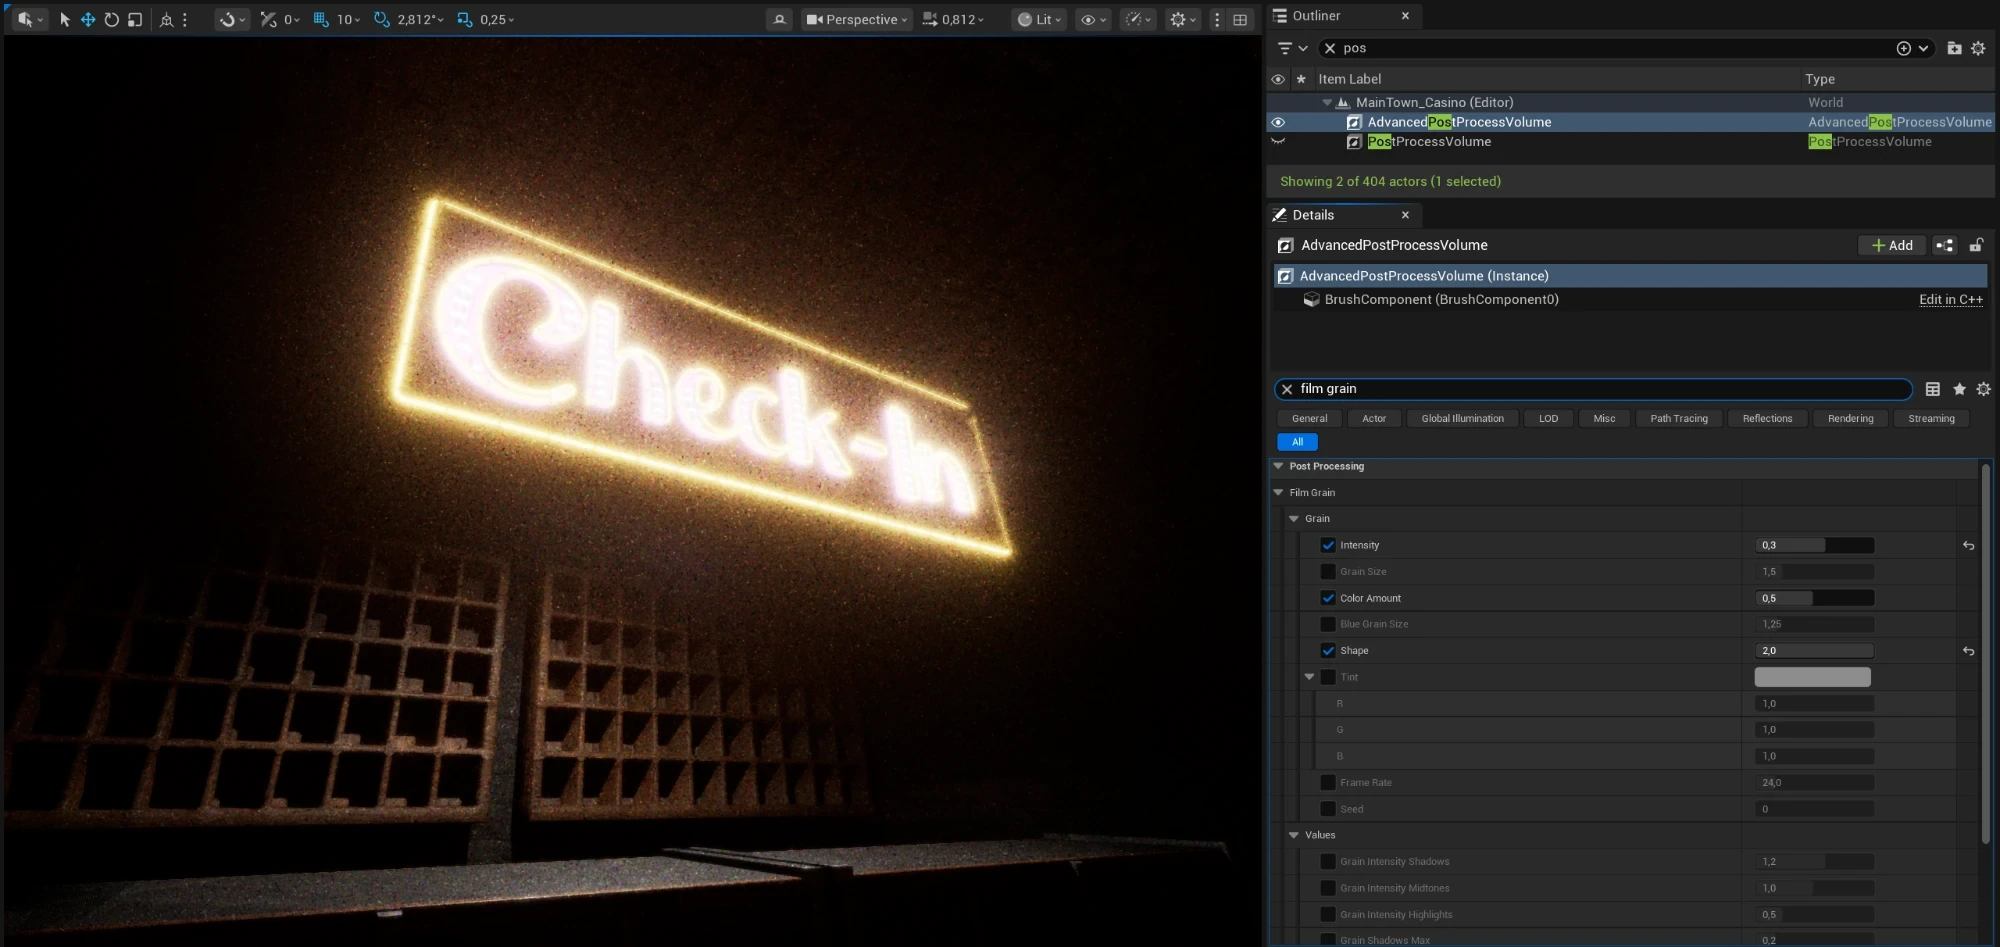 0
10
2,812°
0,25
Perspective
0,812
Lit
Check-In
Outliner
pos
Item Label
Type
MainTown_Casino (Editor)
World
AdvancedPostProcessVolume
AdvancedPostProcessVolume
PostProcessVolume
PostProcessVolume
Showing 2 of 404 actors (1 selected)
Details
AdvancedPostProcessVolume
Add
AdvancedPostProcessVolume (Instance)
BrushComponent (BrushComponent0)
Edit in C++
film grain
General
Actor
Global Illumination
LOD
Misc
Path Tracing
Reflections
Rendering
Streaming
All
Post Processing
Film Grain
Grain
Intensity
0,3
Grain Size
1,5
Color Amount
0,5
Blue Grain Size
1,25
Shape
2,0
Tint
R
1,0
G
1,0
B
1,0
Frame Rate
24,0
Seed
0
Values
Grain Intensity Shadows
1,2
Grain Intensity Midtones
1,0
Grain Intensity Highlights
0,5
Grain Shadows Max
0,2